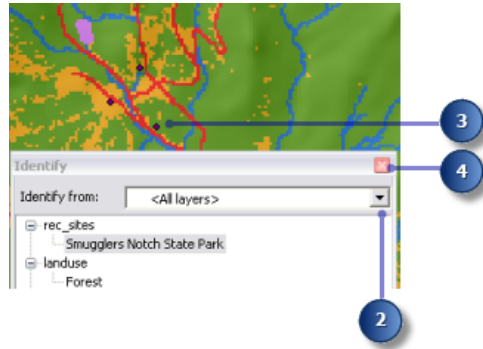 3
Identify
4
Identify from: <All layers>
rec_sites
Smugglers Notch State Park
landuse
Forest
2